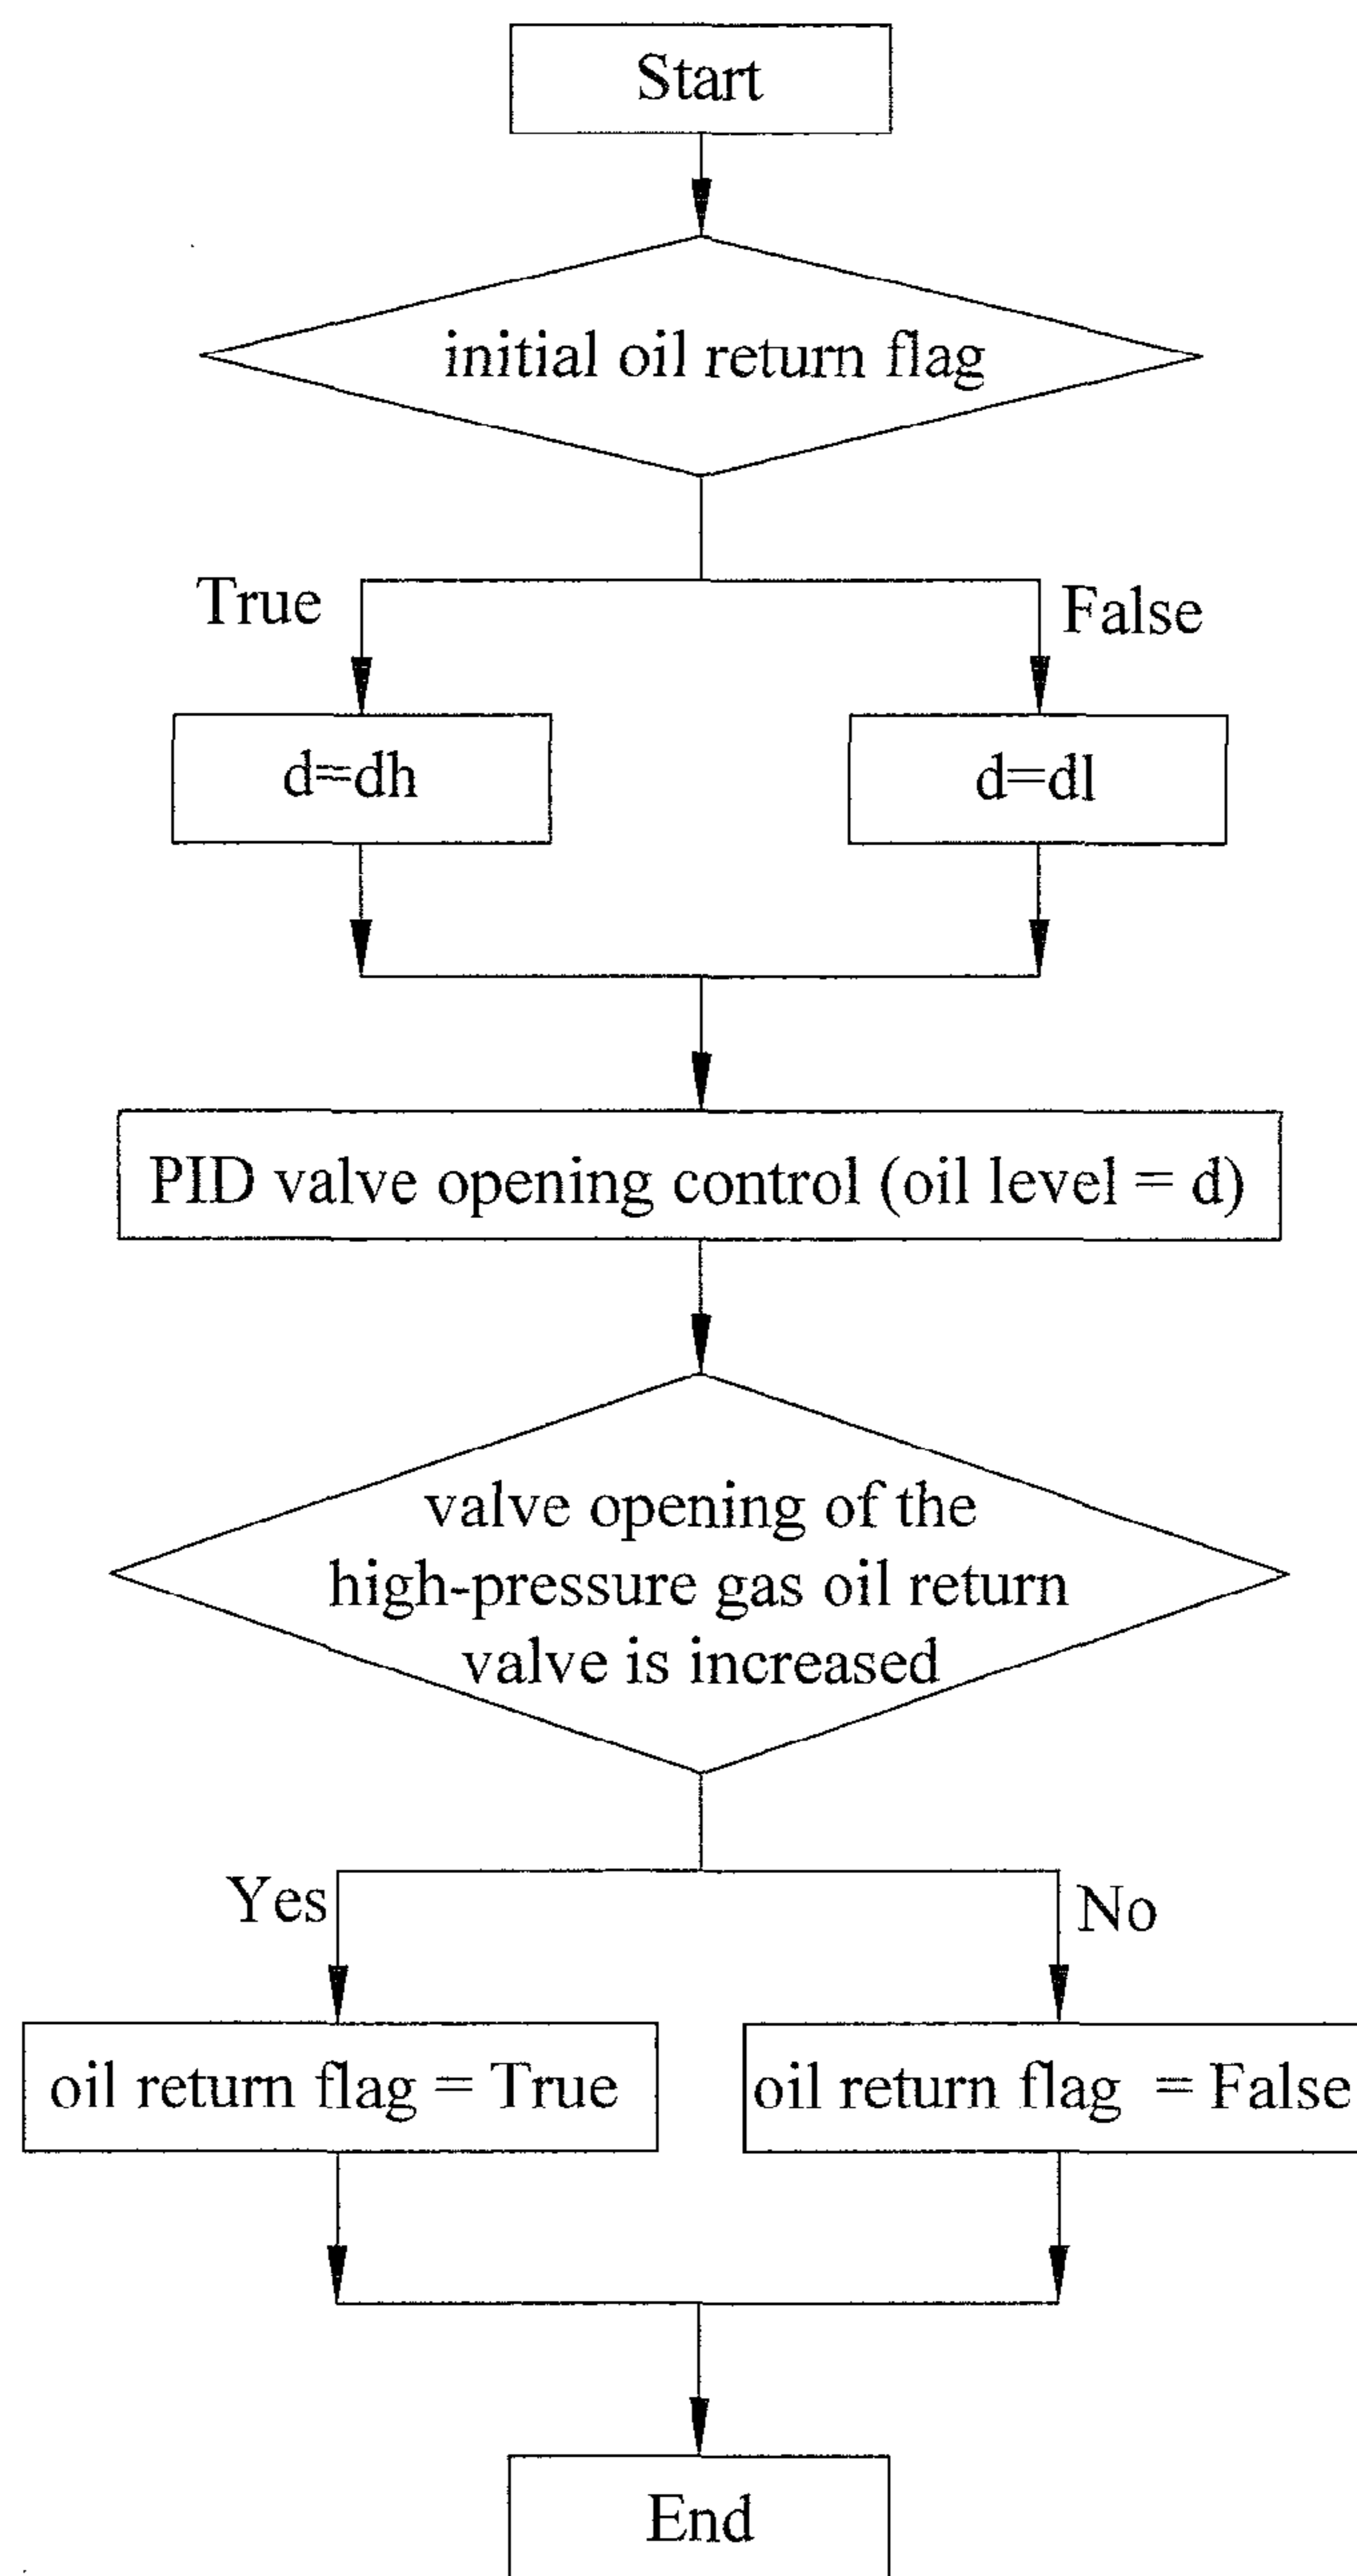 Start
initial oil return flag
True
False
d=dh
d=dl
PID valve opening control (oil level = d)
valve opening of the
high-pressure gas oil return
valve is increased
Yes
No
oil return flag = True
oil return flag = False
End